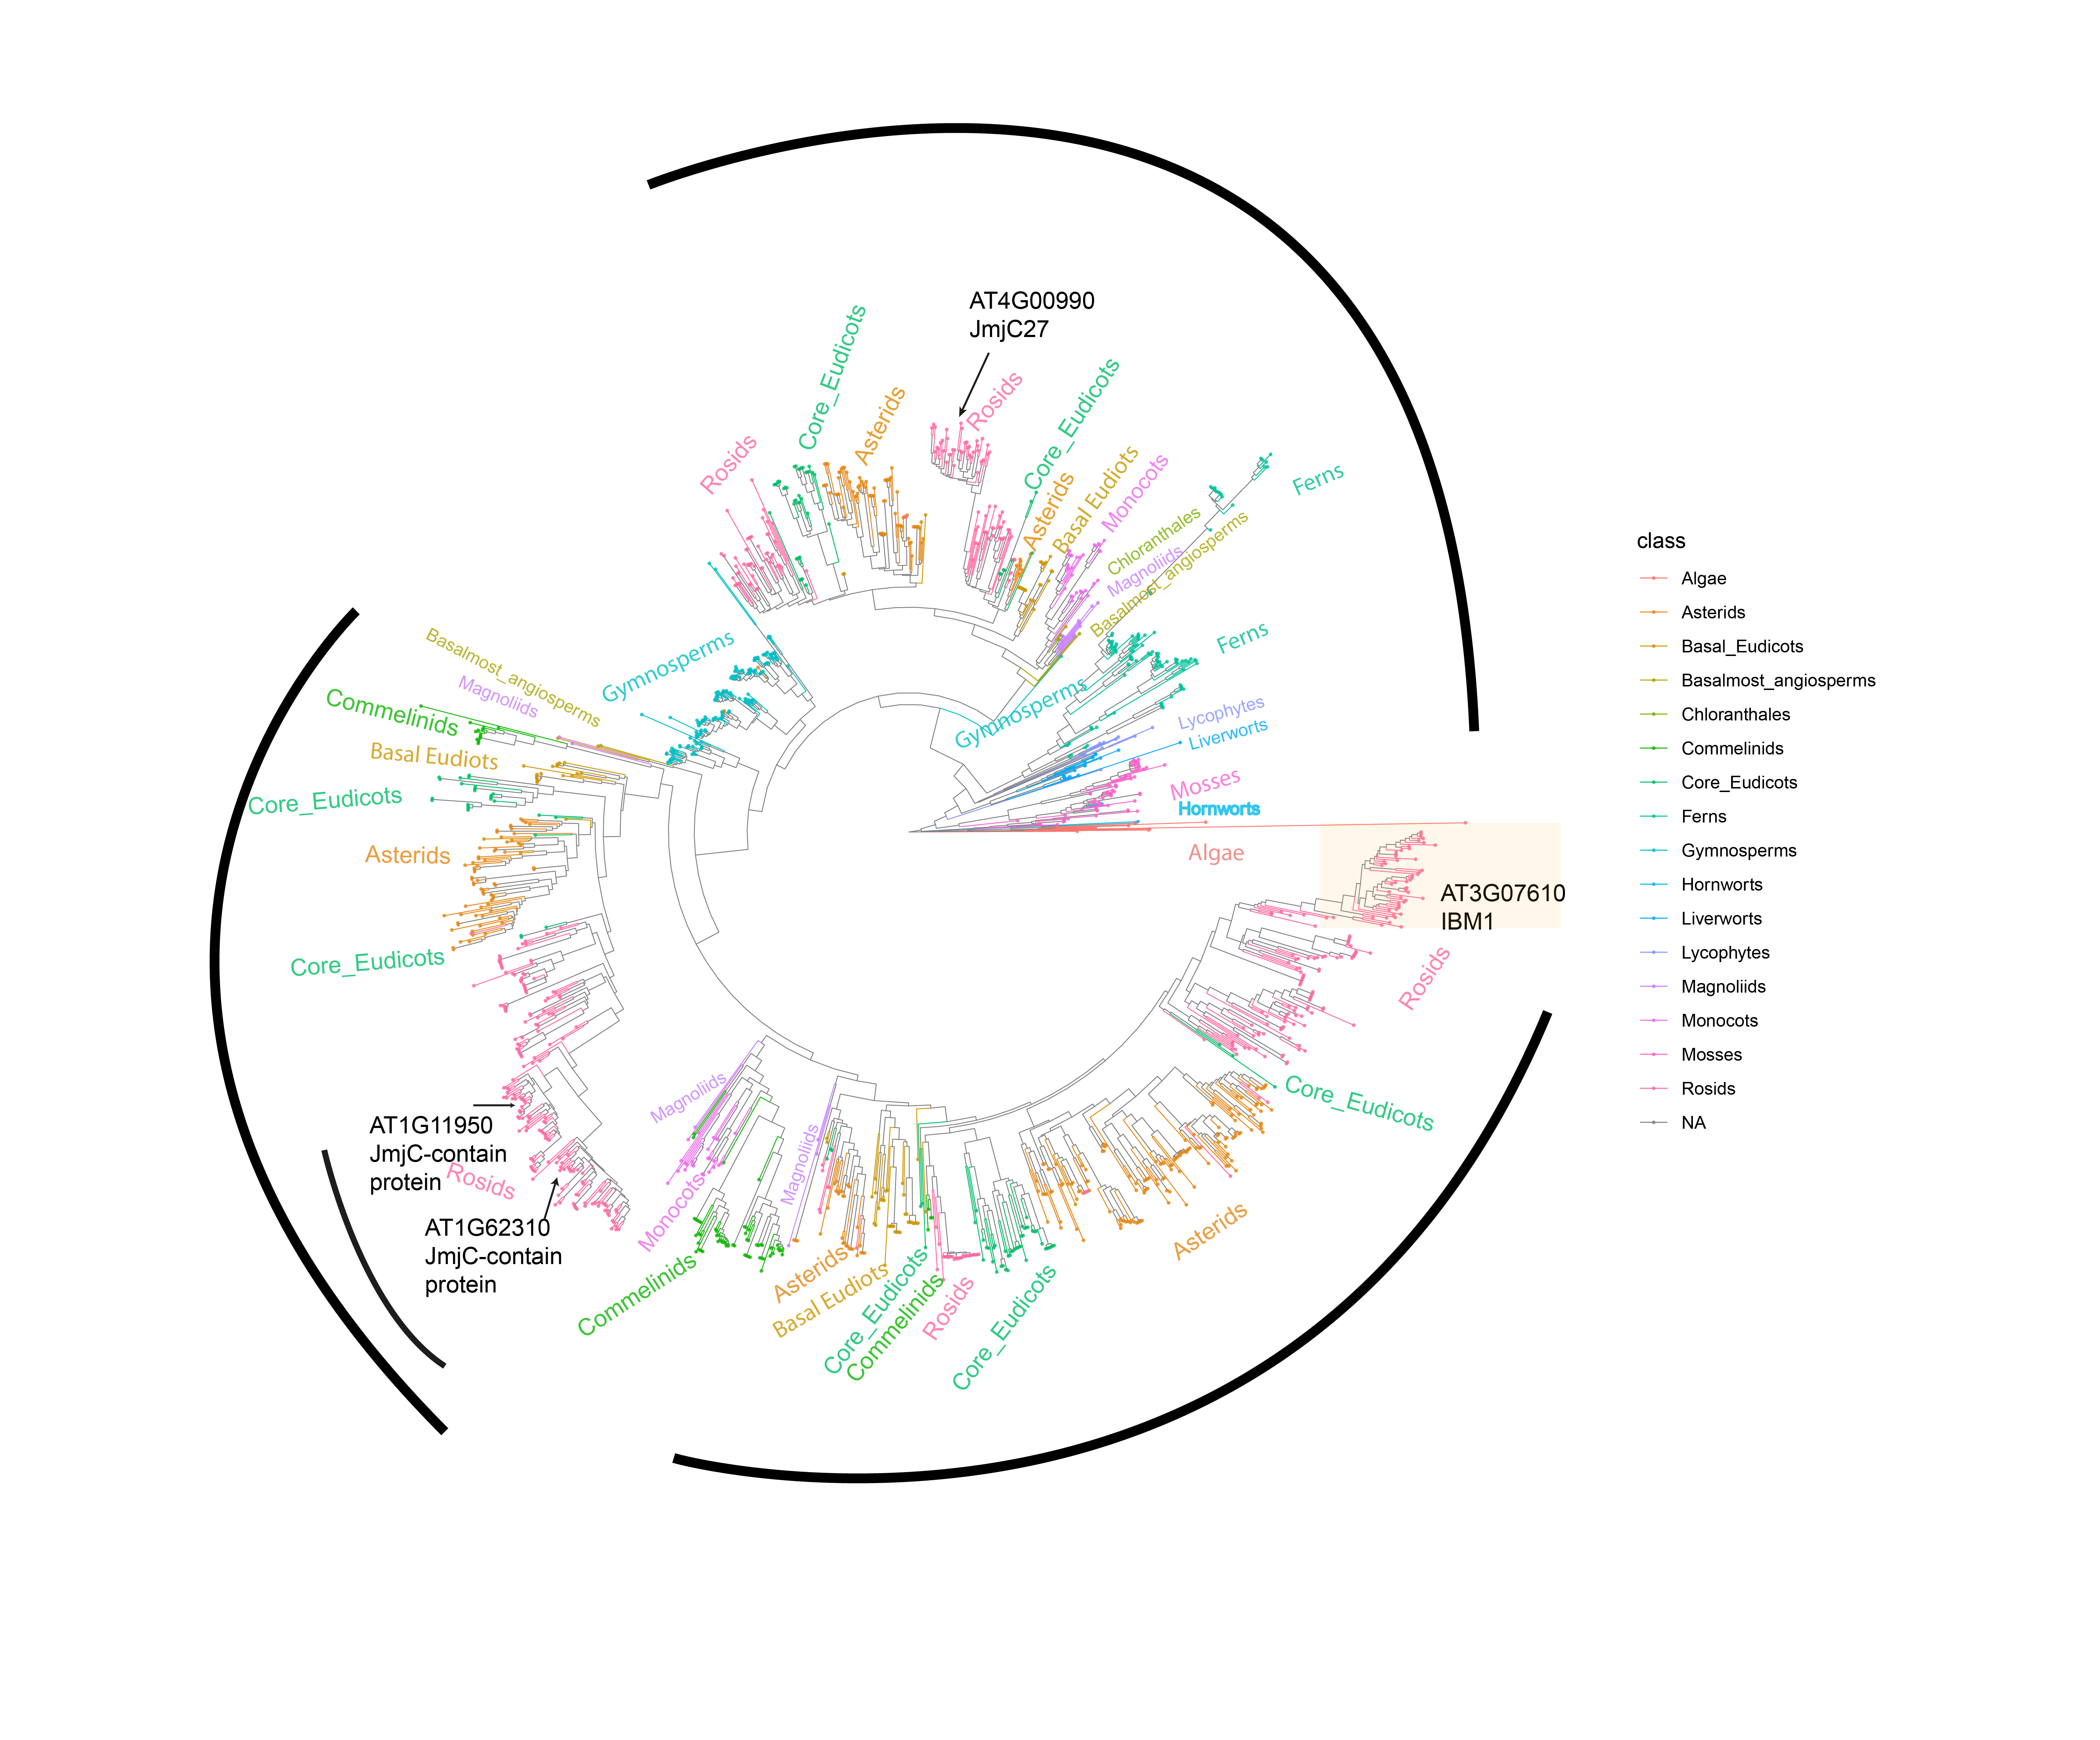 AT4G00990
JmjC27
Core_Eudicots
Asterids
Rosids
Rosids
Core_Eudicots
Asterids
Basal Eudiots
Monocots
Chloranthales
Magnoliids
Basalmost_angiosperms
Ferns
Ferns
Gymnosperms
Gymnosperms
Lycophytes
Liverworts
Mosses
Hornworts
Algae
AT3G07610
IBM1
Rosids
Core_Eudicots
Asterids
Core_Eudicots
Rosids
Commelinids
Core_Eudicots
Basal Eudiots
Asterids
Magnoliids
Commelinids
Monocots
Magnoliids
Basalmost_angiosperms
Magnoliids
Commelinids
Basal Eudiots
Core_Eudicots
Asterids
Core_Eudicots
AT1G11950
JmjC-contain
protein
Rosids
AT1G62310
JmjC-contain
protein
class
Algae
Asterids
Basal_Eudicots
Basalmost_angiosperms
Chloranthales
Commelinids
Core_Eudicots
Ferns
Gymnosperms
Hornworts
Liverworts
Lycophytes
Magnoliids
Monocots
Mosses
Rosids
NA